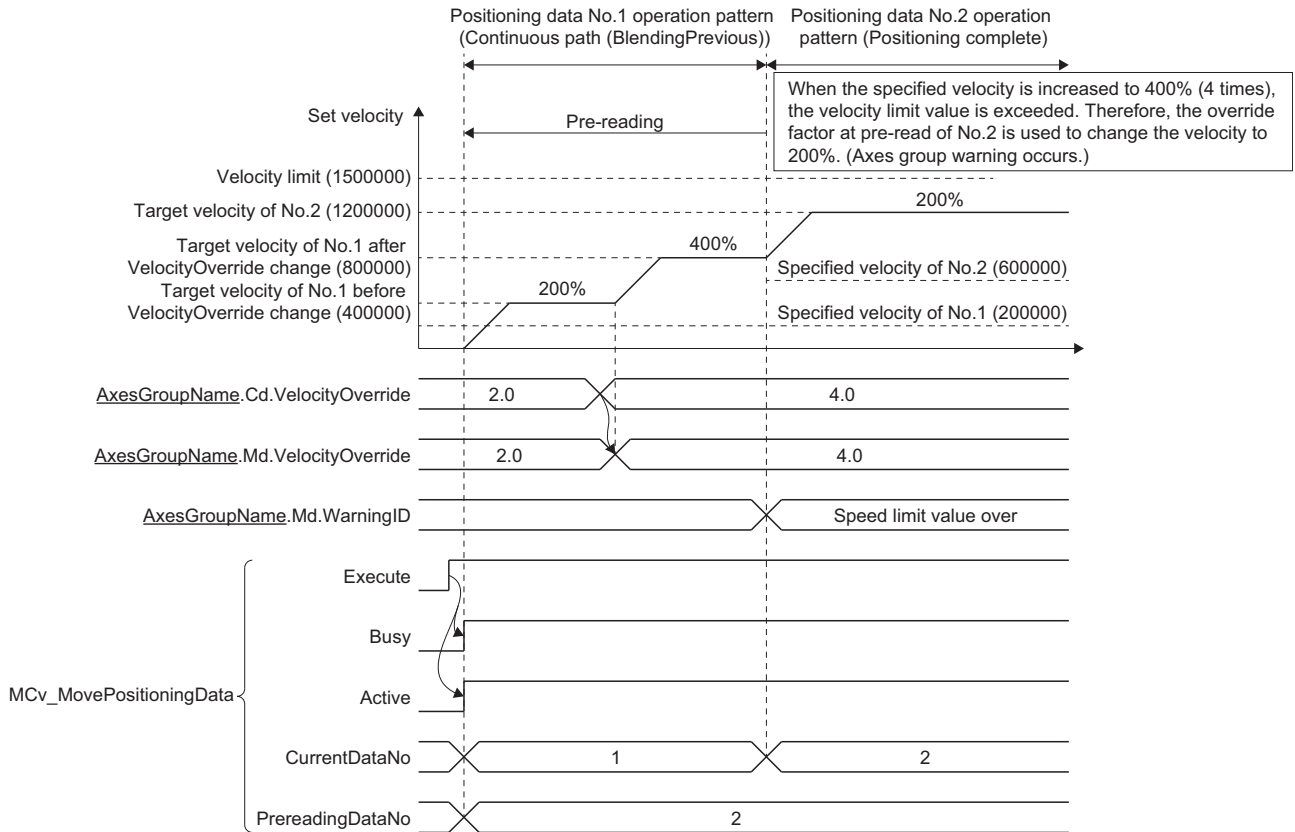 Positioning data No.1 operation pattern
(Continuous path (BlendingPrevious))
Positioning data No.2 operation
pattern (Positioning complete)
When the specified velocity is increased to 400% (4 times),
the velocity limit value is exceeded. Therefore, the override
factor at pre-read of No.2 is used to change the velocity to
200%. (Axes group warning occurs.)
Set velocity
Pre-reading
Velocity limit (1500000)
Target velocity of No.2 (1200000)
200%
Target velocity of No.1 after
VelocityOverride change (800000)
400%
Specified velocity of No.2 (600000)
Target velocity of No.1 before
VelocityOverride change (400000)
200%
Specified velocity of No.1 (200000)
AxesGroupName.Cd.VelocityOverride
2.0
4.0
AxesGroupName.Md.VelocityOverride
2.0
4.0
AxesGroupName.Md.WarningID
Speed limit value over
MCv_MovePositioningData
Execute
Busy
Active
CurrentDataNo
1
2
PrereadingDataNo
2